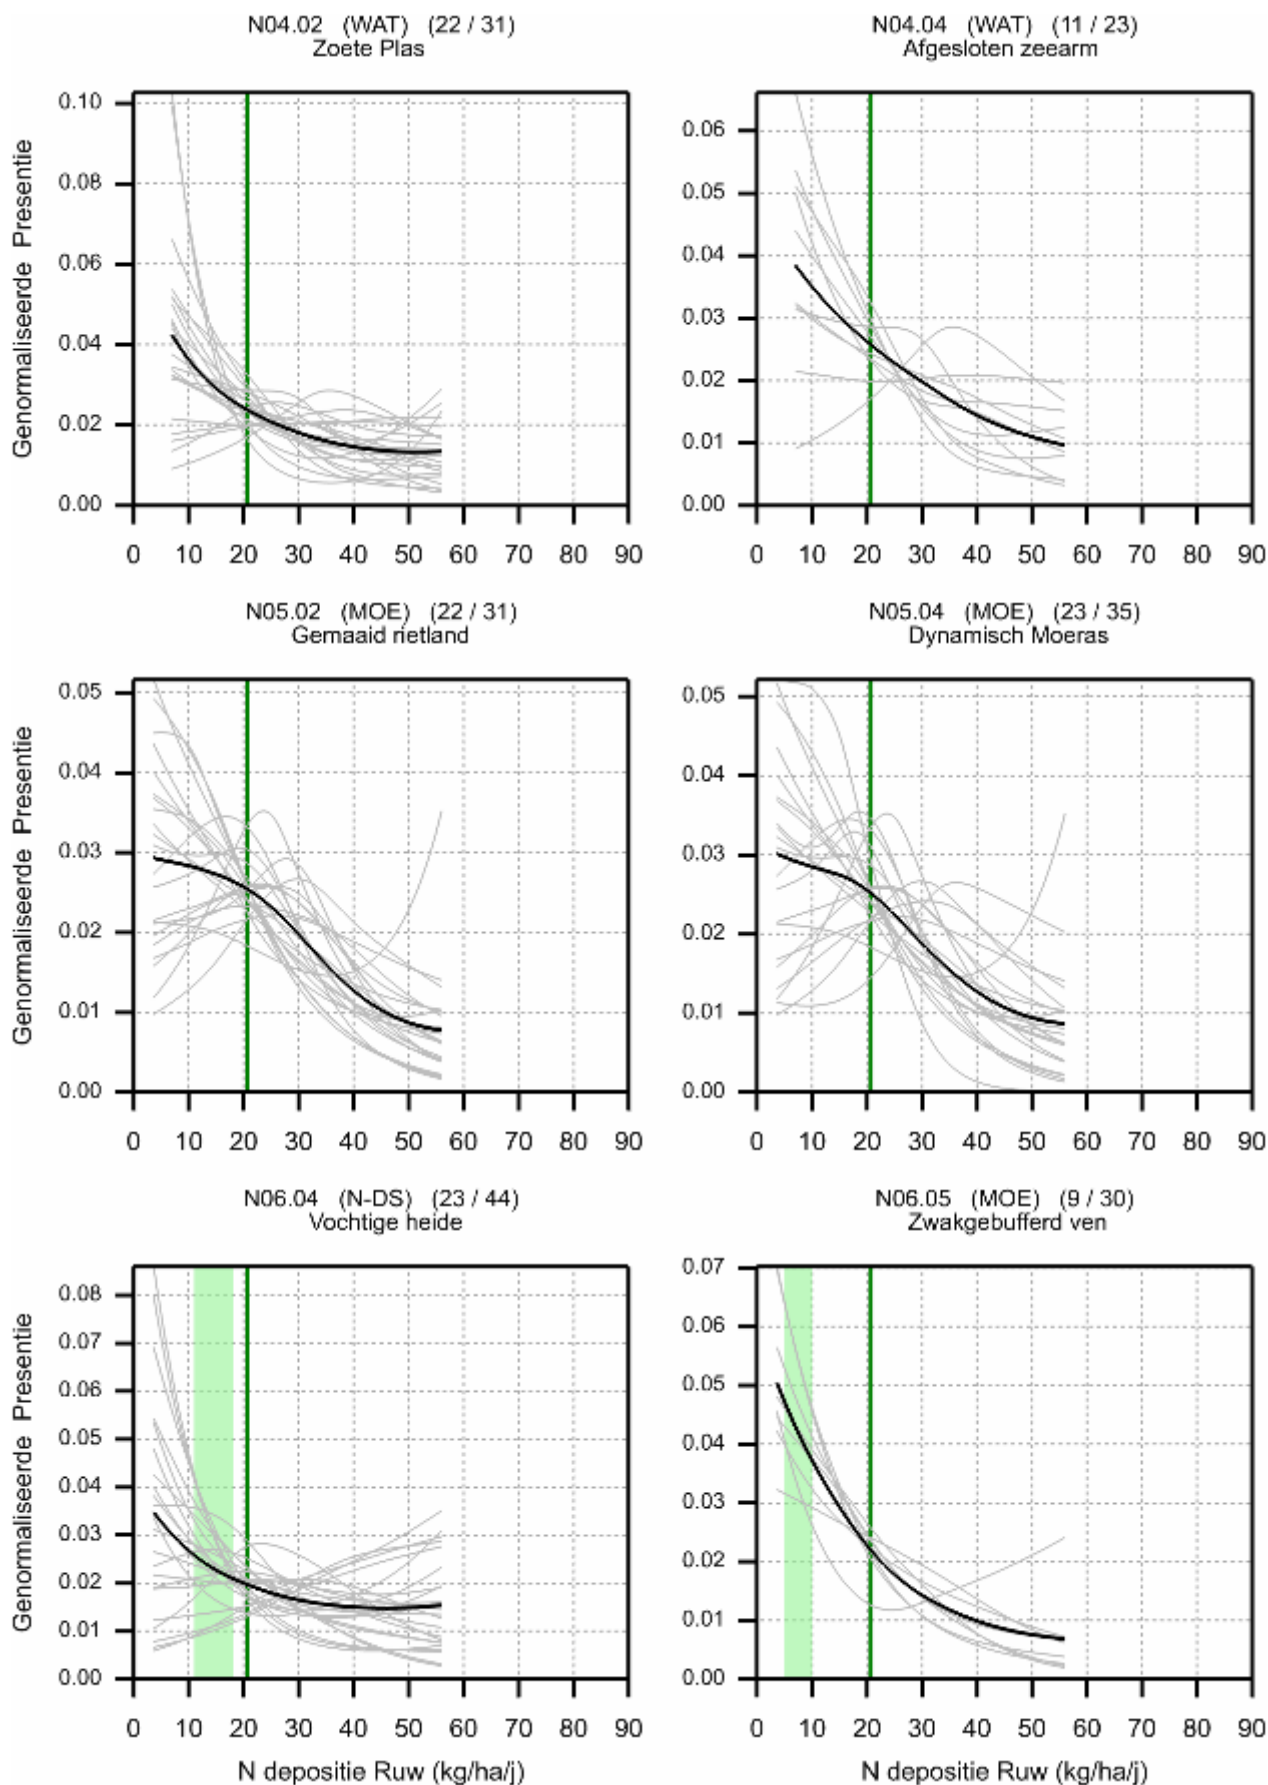 N04.02 (WAT) (22 / 31)
Zoete Plas
N04.04 (WAT) (11 / 23)
Afgesloten zeearm
Genormaliseerde Presentie
0.10
0.08
0.06
0.04
0.02
0.00
0 10 20 30 40 50 60 70 80 90
0.06
0.05
0.04
0.03
0.02
0.01
0.00
0 10 20 30 40 50 60 70 80 90
N05.02 (MOE) (22 / 31)
Gemaaid rietland
N05.04 (MOE) (23 / 35)
Dynamisch Moeras
Genormaliseerde Presentie
0.05
0.04
0.03
0.02
0.01
0.00
0 10 20 30 40 50 60 70 80 90
0.05
0.04
0.03
0.02
0.01
0.00
0 10 20 30 40 50 60 70 80 90
N06.04 (N-DS) (23 / 44)
Vochtige heide
N06.05 (MOE) (9 / 30)
Zwakgebufferd ven
Genormaliseerde Presentie
0.08
0.07
0.06
0.05
0.04
0.03
0.02
0.01
0.00
0 10 20 30 40 50 60 70 80 90
N depositie Ruw (kg/ha/j)
0.07
0.06
0.05
0.04
0.03
0.02
0.01
0.00
0 10 20 30 40 50 60 70 80 90
N depositie Ruw (kg/ha/j)